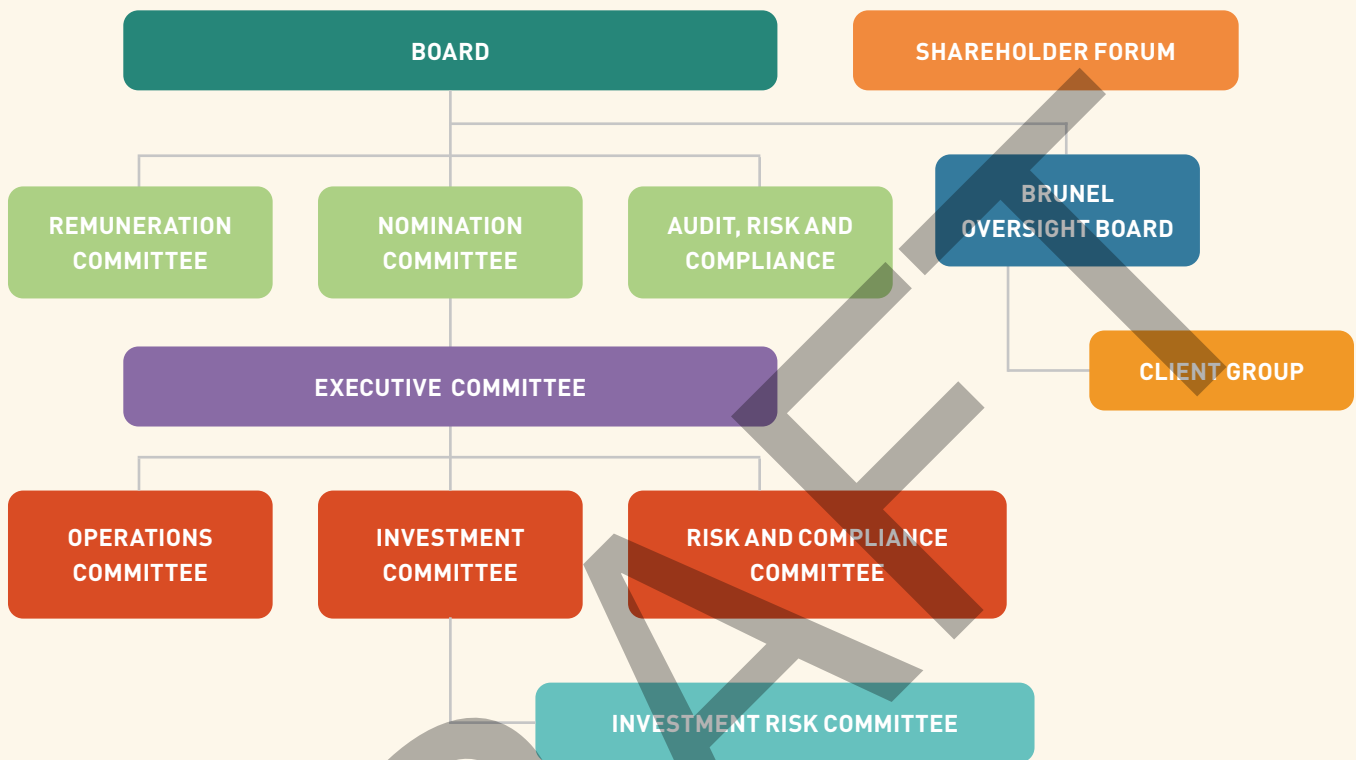 BOARD
SHAREHOLDER FORUM
REMUNERATION
COMMITTEE
NOMINATION
COMMITTEE
AUDIT, RISK AND
COMPLIANCE
BRUNEL
OVERSIGHT BOARD
EXECUTIVE COMMITTEE
CLIENT GROUP
OPERATIONS
COMMITTEE
INVESTMENT
COMMITTEE
RISK AND COMPLIANCE
COMMITTEE
INVESTMENT RISK COMMITTEE
AFT